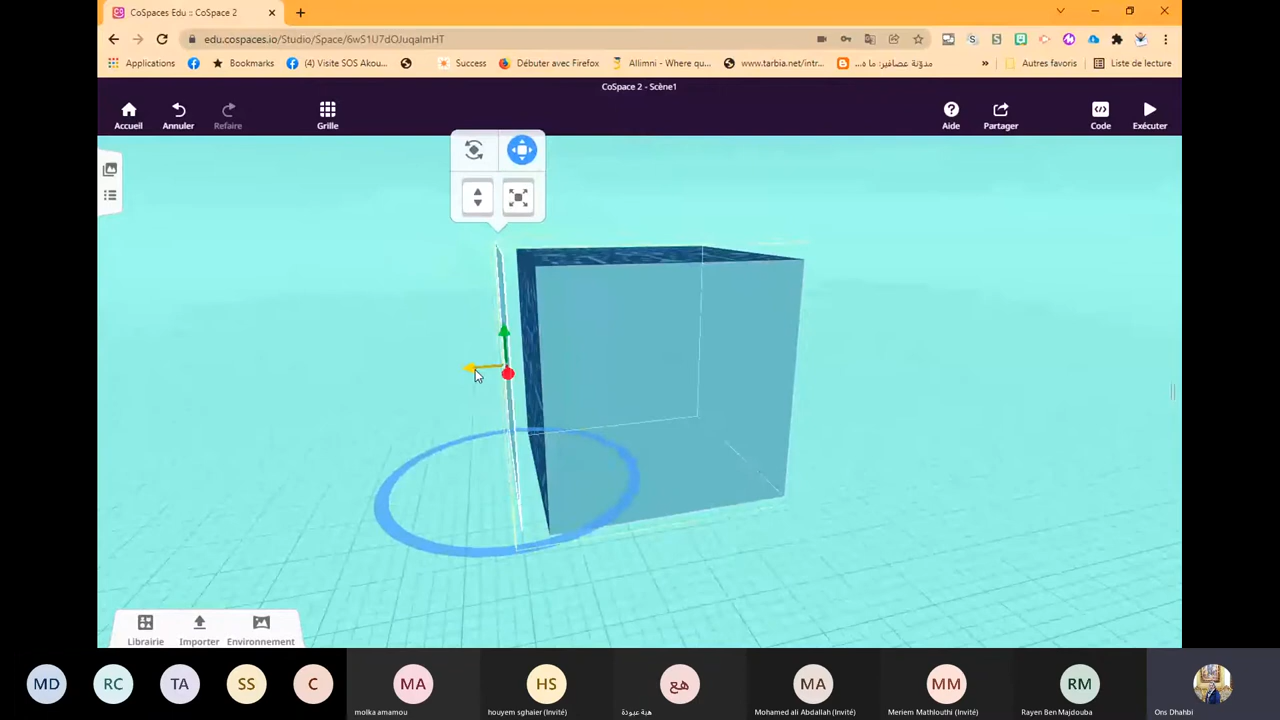 CoSpaces Edu :: CoSpace 2
edu.cospaces.io/Studio/Space/6wS1U7dOJuqaImHT
Applications
Bookmarks
(4) Visite SOS Akou...
Success
Débuter avec Firefox
Allimni - Where qu...
www.tarbia.net/intr...
مدوّنة عصافير: ما ه...
Autres favoris
Liste de lecture
CoSpace 2 - Scène1
Accueil
Annuler
Refaire
Grille
Aide
Partager
Code
Exécuter
Librairie
Importer
Environnement
MD
RC
TA
SS
C
MA
HS
هع
MA
MM
RM
molka amamou
houyem sghaier (Invité)
هبة عبودة
Mohamed ali Abdallah (Invité)
Meriem Mathlouthi (Invité)
Rayen Ben Majdouba
Ons Dhahbi